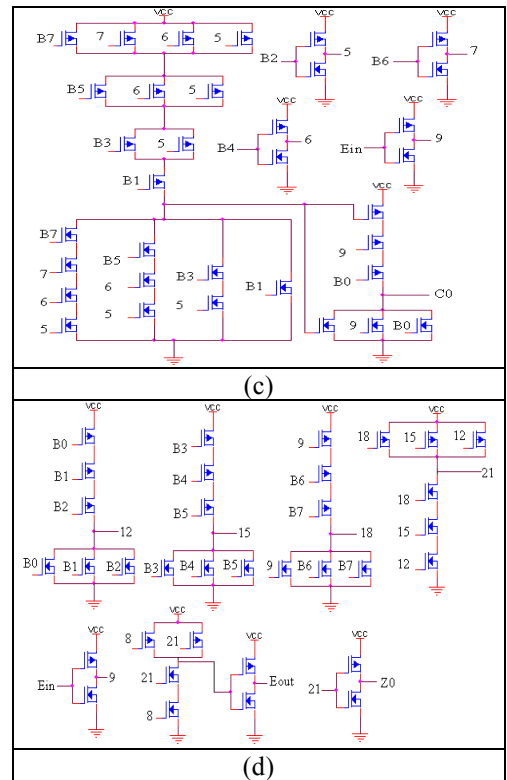 VCC
B7 7 6 5
B5 6 5
B3 5
B1
VCC
B2 5
VCC
B6 7
VCC
B4 6
VCC
Ein 9
B7
7
6
5
B5
6
5
B3
5
B1
VCC
9
B0
C0
9 B0
(c)
VCC
B0
B1
B2
12
B0 B1 B2
VCC
B3
B4
B5
15
B3 B4 B5
VCC
9
B6
B7
18
9 B6 B7
VCC
18 15 12
21
18
15
12
VCC
Ein 9
VCC
8 21
21
8
VCC
Eout
VCC
21 Z0
(d)